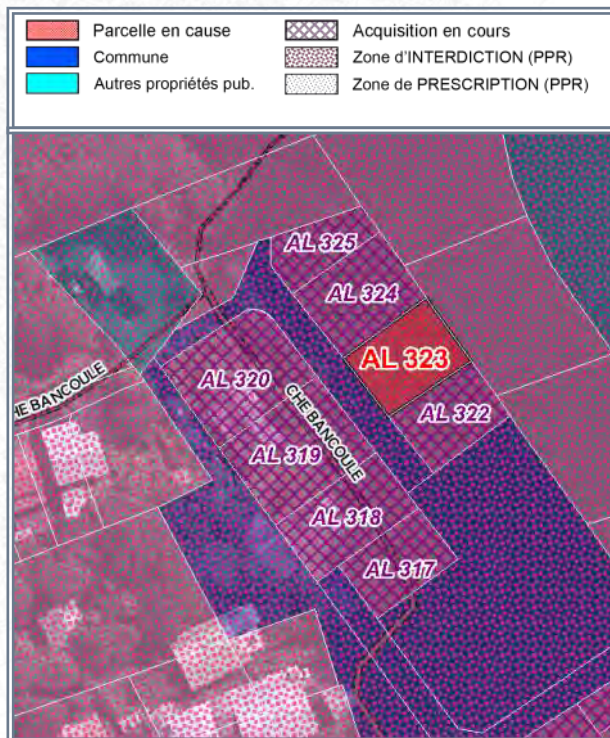 Parcelle en cause
Acquisition en cours
Commune
Zone d'INTERDICTION (PPR)
Autres propriétés pub.
Zone de PRESCRIPTION (PPR)
AL 325
AL 324
AL 323
AL 320
CHE BANCOULE
AL 322
CHE BANCOULE
AL 319
AL 318
AL 317